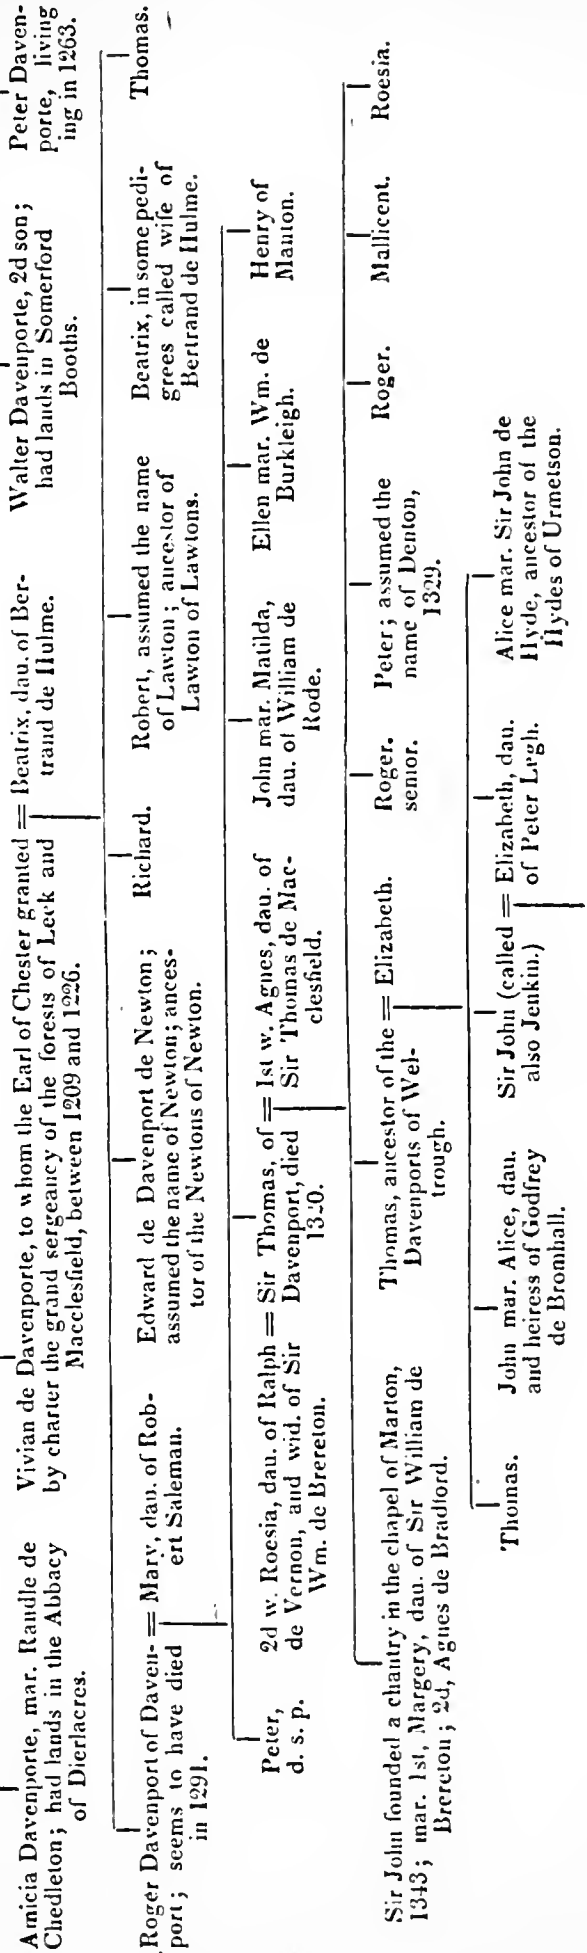 Amicia Davenporte, mar. Randle de
Chedleton; had lands in the Abbacy
of Dierlacres.
Vivian de Davenporte, to whom the Earl of Chester granted = Beatrix, dau. of Ber-
by charter the grand sergeancy of the forests of Leek and
Macclesfield, between 1209 and 1226.
trand de Hulme.
Walter Davenporte, 2d son;
had lands in Somerford
Booths.
Peter Daven-
porte, living
ing in 1263.
Roger Davenport of Daven- = Mary, dau. of Rob-
port; seems to have died
in 1291.
ert Saleman.
Edward de Davenport de Newton;
assumed the name of Newton; ances-
tor of the Newtons of Newton.
Richard.
Robert, assumed the name
of Lawton; ancestor of
Lawton of Lawtons.
Beatrix, in some pedi-
grees called wife of
Bertrand de Hulme.
Thomas.
Peter,
d. s. p.
2d w. Roesia, dau. of Ralph = Sir Thomas, of = 1st w. Agnes, dau. of
de Vernon, and wid. of Sir
Wm. de Brereton.
Davenport, died
1320.
Sir Thomas de Mac-
clesfield.
John mar. Matilda,
dau. of William de
Rode.
Ellen mar. Wm. de
Burkleigh.
Henry of
Manton.
Sir John founded a chantry in the chapel of Marton,
1343; mar. 1st, Margery, dau. of Sir William de
Brereton; 2d, Agnes de Bradford.
Thomas, ancestor of the = Elizabeth.
Davenports of Wel-
trough.
Roger.
senior.
Peter; assumed the
name of Denton,
1329.
Roger.
Mallicent.
Roesia.
Thomas.
John mar. Alice, dau.
and heiress of Godfrey
de Bromhall.
Sir John (called = Elizabeth, dau.
also Jenkin.)
of Peter Legh.
Alice mar. Sir John de
Hyde, ancestor of the
Hydes of Urmetson.